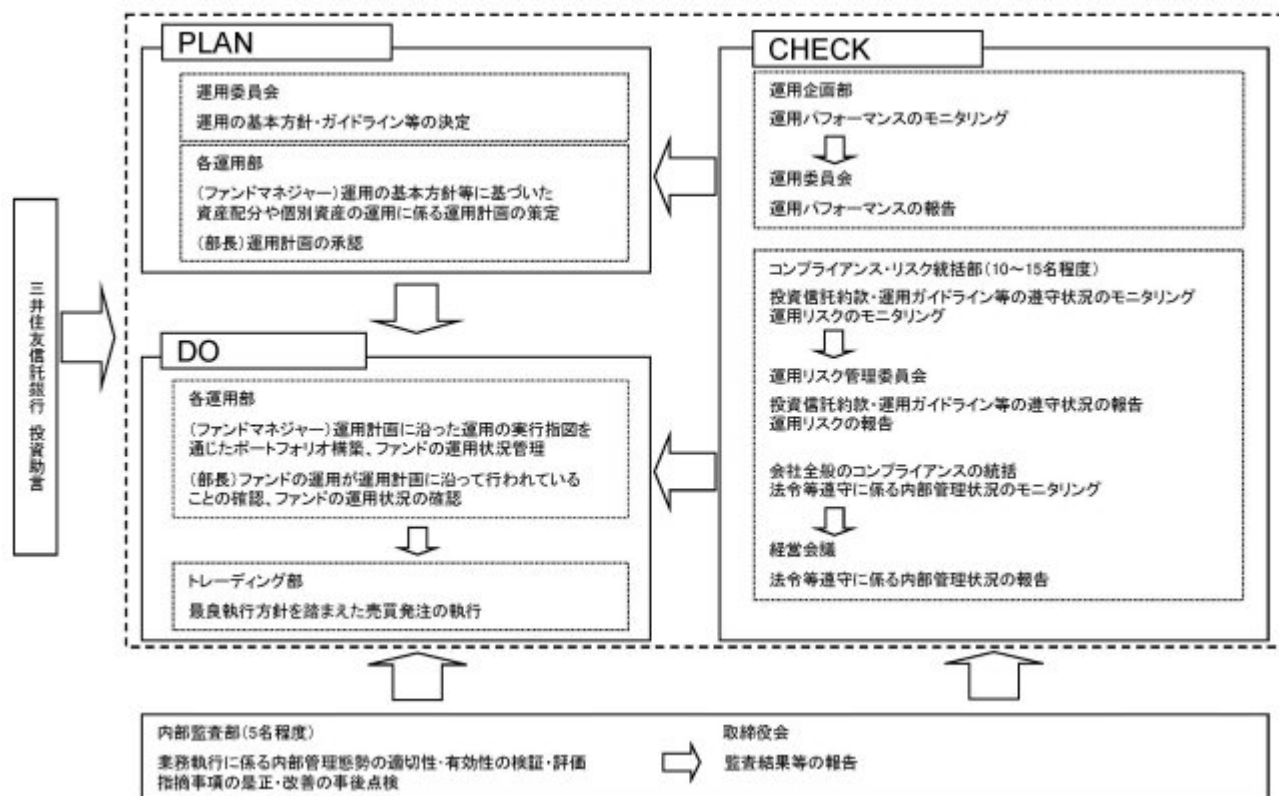 三井住友信託銀行 投資助言
PLAN
運用委員会
運用の基本方針・ガイドライン等の決定
各運用部
(ファンドマネジャー)運用の基本方針等に基づいた
資産配分や個別資産の運用に係る運用計画の策定
(部長)運用計画の承認
DO
各運用部
(ファンドマネジャー)運用計画に沿った運用の実行指図を
通じたポートフォリオ構築、ファンドの運用状況管理
(部長)ファンドの運用が運用計画に沿って行われている
ことの確認、ファンドの運用状況の確認
トレーディング部
最良執行方針を踏まえた売買発注の執行
CHECK
運用企画部
運用パフォーマンスのモニタリング
運用委員会
運用パフォーマンスの報告
コンプライアンス・リスク統括部(10～15名程度)
投資信託約款・運用ガイドライン等の遵守状況のモニタリング
運用リスクのモニタリング
運用リスク管理委員会
投資信託約款・運用ガイドライン等の遵守状況の報告
運用リスクの報告
会社全般のコンプライアンスの統括
法令等遵守に係る内部管理状況のモニタリング
経営会議
法令等遵守に係る内部管理状況の報告
内部監査部(5名程度)
業務執行に係る内部管理態勢の適切性・有効性の検証・評価
指摘事項の是正・改善の事後点検
取締役会
監査結果等の報告